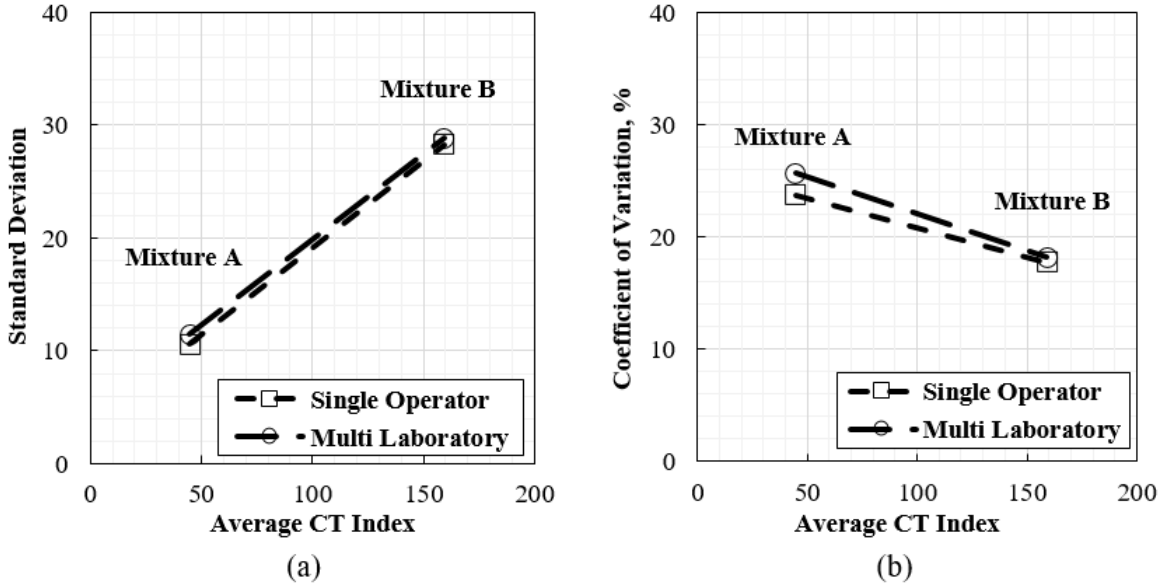 40
30
20
10
0
Standard Deviation
Mixture A
Mixture B
Single Operator
Multi Laboratory
0 50 100 150 200
Average CT Index
(a)
40
30
20
10
0
Coefficient of Variation, %
Mixture A
Mixture B
Single Operator
Multi Laboratory
0 50 100 150 200
Average CT Index
(b)